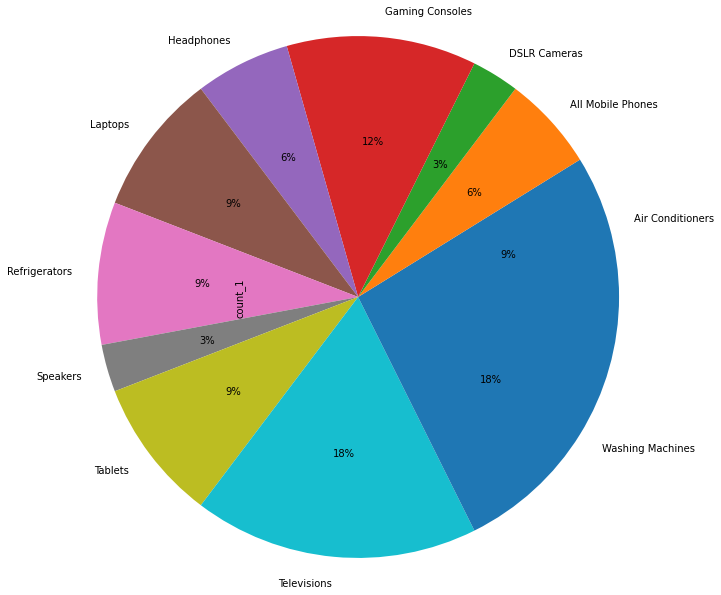 Gaming Consoles
Headphones
DSLR Cameras
All Mobile Phones
Laptops
12%
6%
3%
6%
9%
Air Conditioners
9%
Refrigerators
9%
count_1
3%
Speakers
18%
9%
Washing Machines
18%
Tablets
Televisions